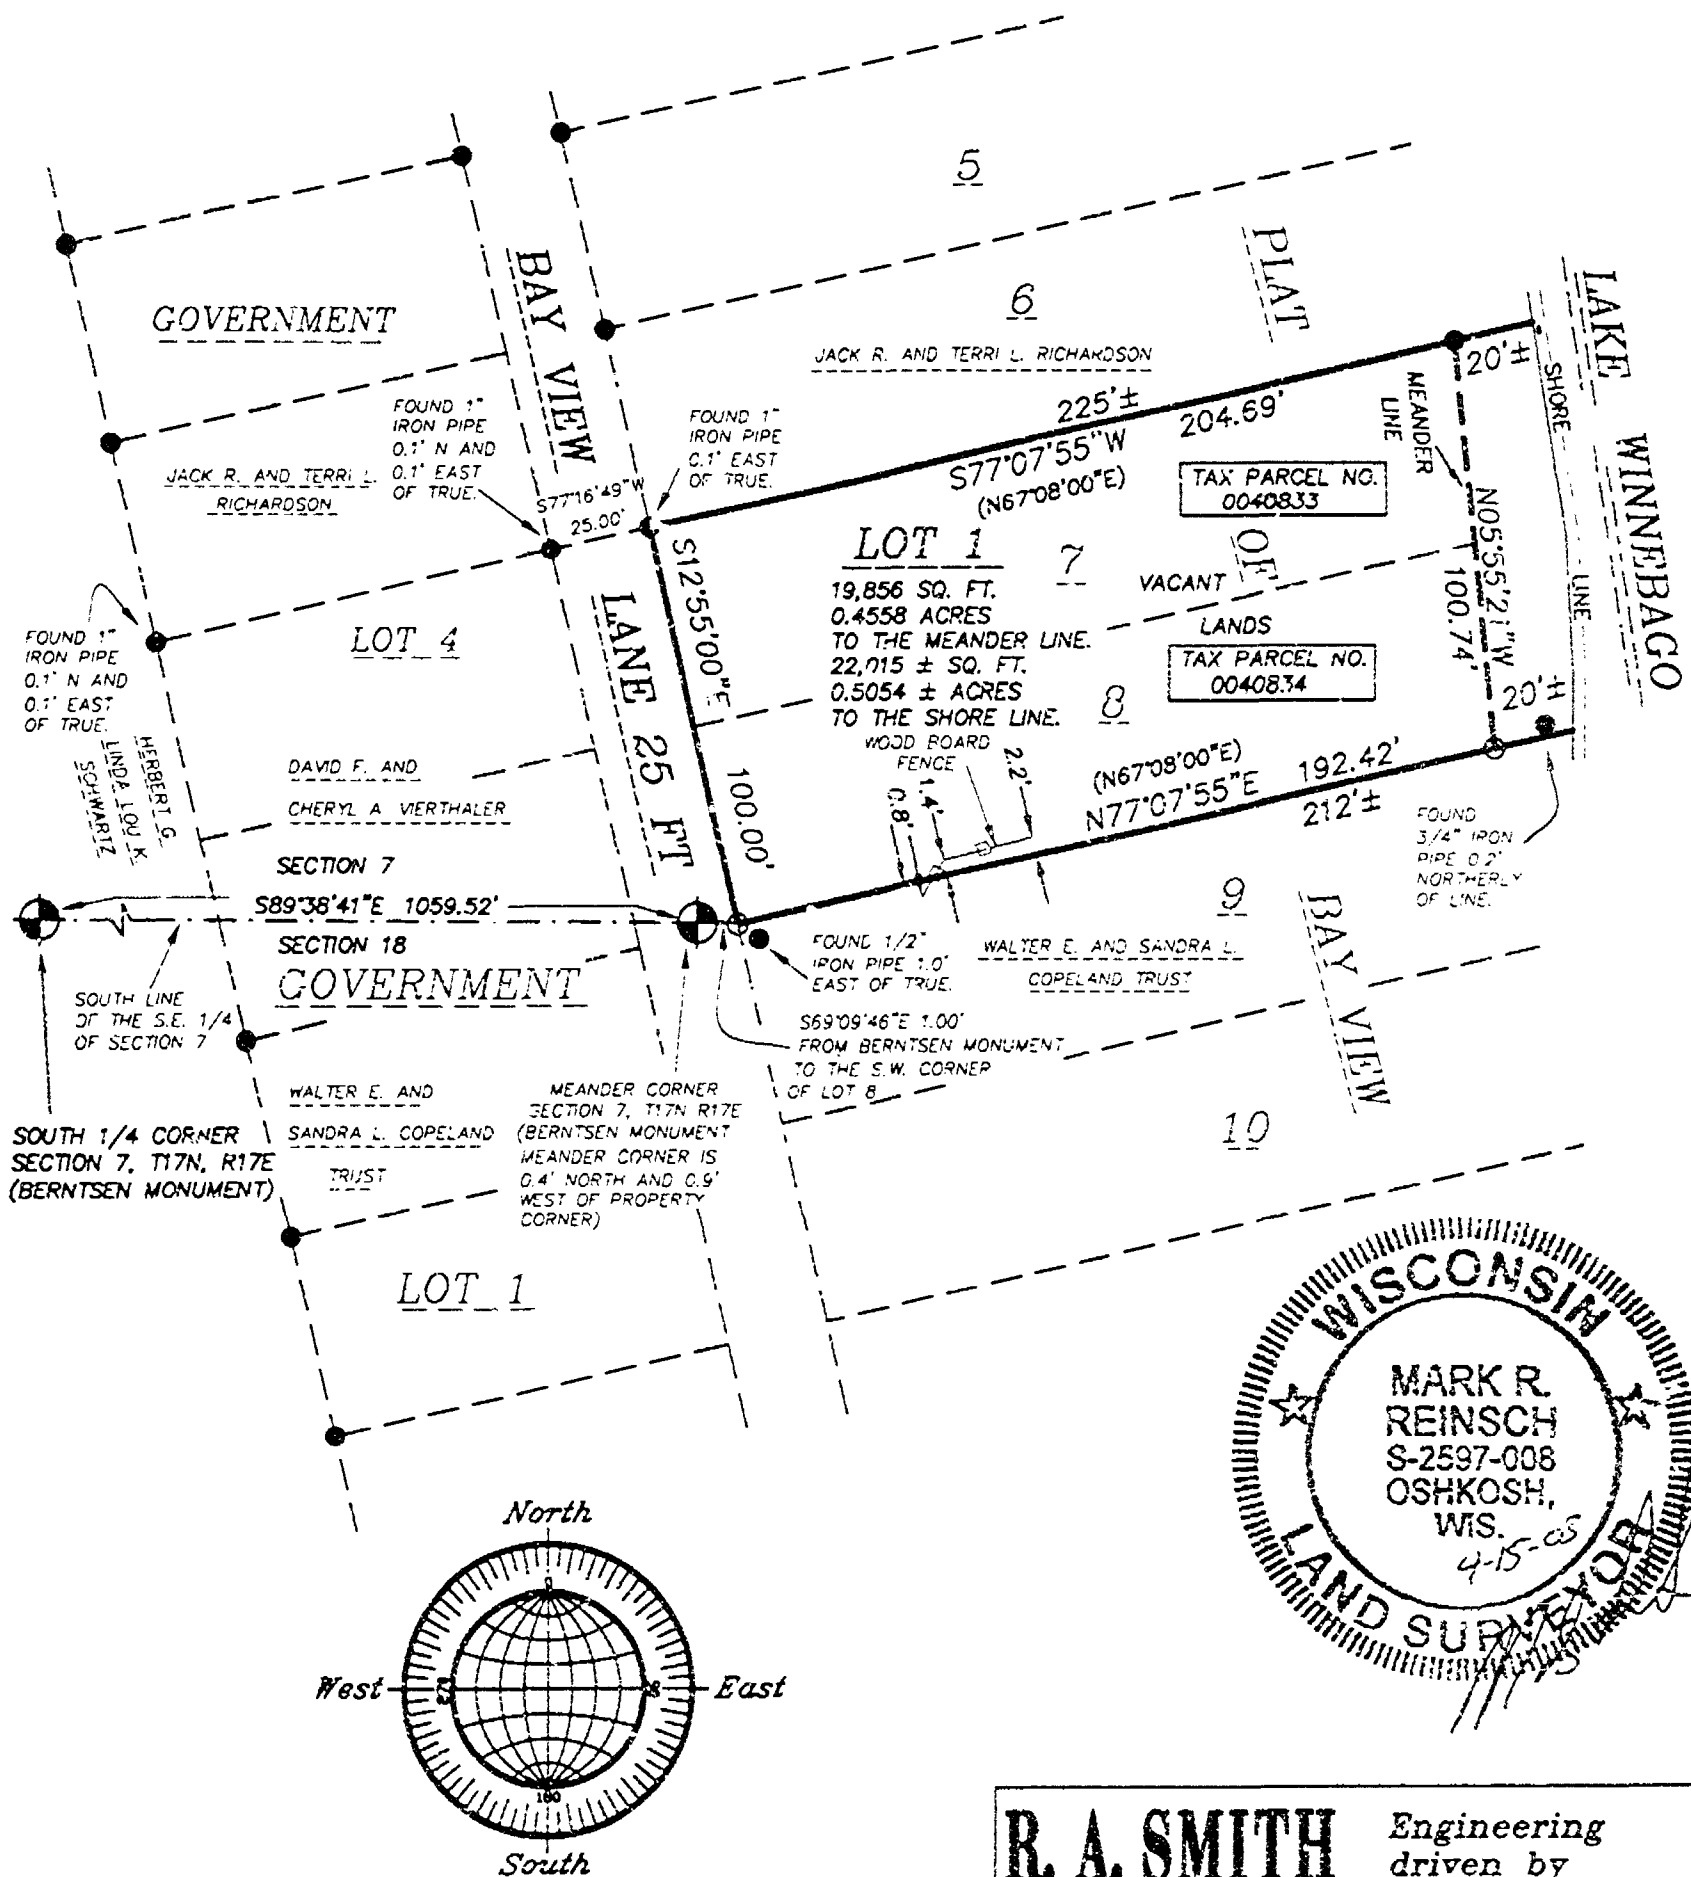 5
PLAT
GOVERNMENT
BAY VIEW
6
JACK R. AND TERRI L. RICHARDSON
LAKE WINNEBAGO
20'±
SHORE LINE
MEANDER
LINE
FOUND 1"
IRON PIPE
0.1' N AND
0.1' EAST
OF TRUE.
FOUND 1"
IRON PIPE
0.1' EAST
OF TRUE.
225'±
204.69'
S77°07'55"W
(N67°08'00"E)
TAX PARCEL NO.
0040833
JACK R. AND TERRI L.
RICHARDSON
S77°16'49"W
25.00'
S12°55'00"E
100.00'
LOT 1
19,856 SQ. FT.
0.4558 ACRES
TO THE MEANDER LINE.
22,015 ± SQ. FT.
0.5054 ± ACRES
TO THE SHORE LINE.
7
OF
VACANT
LANDS
N05°55'21"W
100.74'
TAX PARCEL NO.
0040834
8
20'±
FOUND 1"
IRON PIPE
0.1' N AND
0.1' EAST
OF TRUE.
LOT 4
LANE 25 FT
HERBERT G.
LINDA LOU K.
SCHWARTZ
DAVID F. AND
CHERYL A. VIERTHALER
WOOD BOARD
FENCE
2.2'
1.4'
0.8'
(N67°08'00"E)
192.42'
N77°07'55"E
212'±
FOUND
3/4" IRON
PIPE 0.2'
NORTHERLY
OF LINE.
SECTION 7
S89°38'41"E 1059.52'
SECTION 18
GOVERNMENT
SOUTH LINE
OF THE S.E. 1/4
OF SECTION 7
9
BAY VIEW
FOUND 1/2"
IRON PIPE 1.0'
EAST OF TRUE.
WALTER E. AND SANDRA L.
COPELAND TRUST
S69°09'46"E 1.00'
FROM BERNTSEN MONUMENT
TO THE S.W. CORNER
OF LOT 8
WALTER E. AND
SANDRA L. COPELAND
TRUST
MEANDER CORNER
SECTION 7, T17N R17E
(BERNTSEN MONUMENT
MEANDER CORNER IS
0.4' NORTH AND 0.9'
WEST OF PROPERTY
CORNER)
SOUTH 1/4 CORNER
SECTION 7, T17N, R17E
(BERNTSEN MONUMENT)
10
LOT 1
WISCONSIN
MARK R.
REINSCH
S-2597-008
OSHKOSH,
WIS.
4-15-05
LAND SURVEYOR
North
0
West
East
180
South
R. A. SMITH
Engineering
driven by